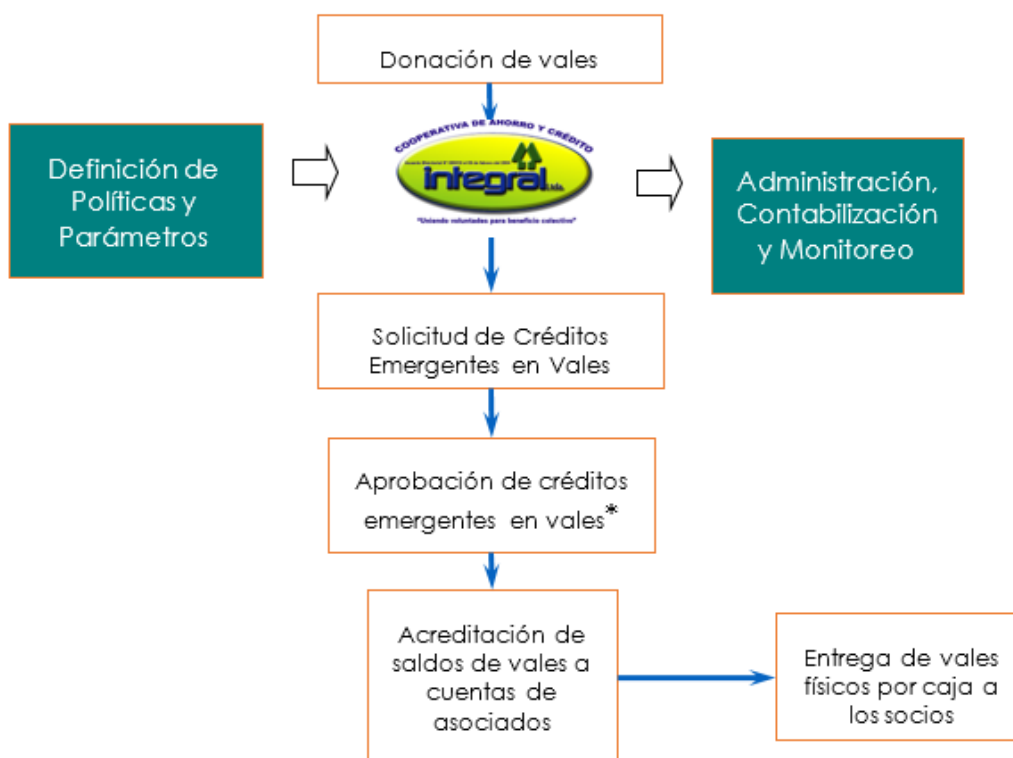 Donación de vales
COOPERATIVA DE AHORRO Y CRÉDITO
integral Ltda.
"Uniendo voluntades para beneficio colectivo"
Definición de
Políticas y
Parámetros
Administración,
Contabilización
y Monitoreo
Solicitud de Créditos
Emergentes en Vales
Aprobación de créditos
emergentes en vales*
Acreditación de
saldos de vales a
cuentas de
asociados
Entrega de vales
físicos por caja a
los socios